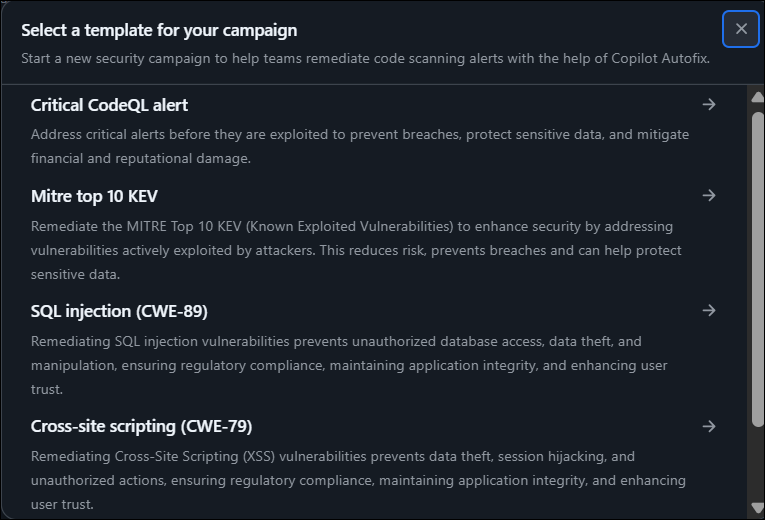 Select a template for your campaign
Start a new security campaign to help teams remediate code scanning alerts with the help of Copilot Autofix.
Critical CodeQL alert
Address critical alerts before they are exploited to prevent breaches, protect sensitive data, and mitigate
financial and reputational damage.
Mitre top 10 KEV
Remediate the MITRE Top 10 KEV (Known Exploited Vulnerabilities) to enhance security by addressing
vulnerabilities actively exploited by attackers. This reduces risk, prevents breaches and can help protect
sensitive data.
SQL injection (CWE-89)
Remediating SQL injection vulnerabilities prevents unauthorized database access, data theft, and
manipulation, ensuring regulatory compliance, maintaining application integrity, and enhancing user
trust.
Cross-site scripting (CWE-79)
Remediating Cross-Site Scripting (XSS) vulnerabilities prevents data theft, session hijacking, and
unauthorized actions, ensuring regulatory compliance, maintaining application integrity, and enhancing
user trust.